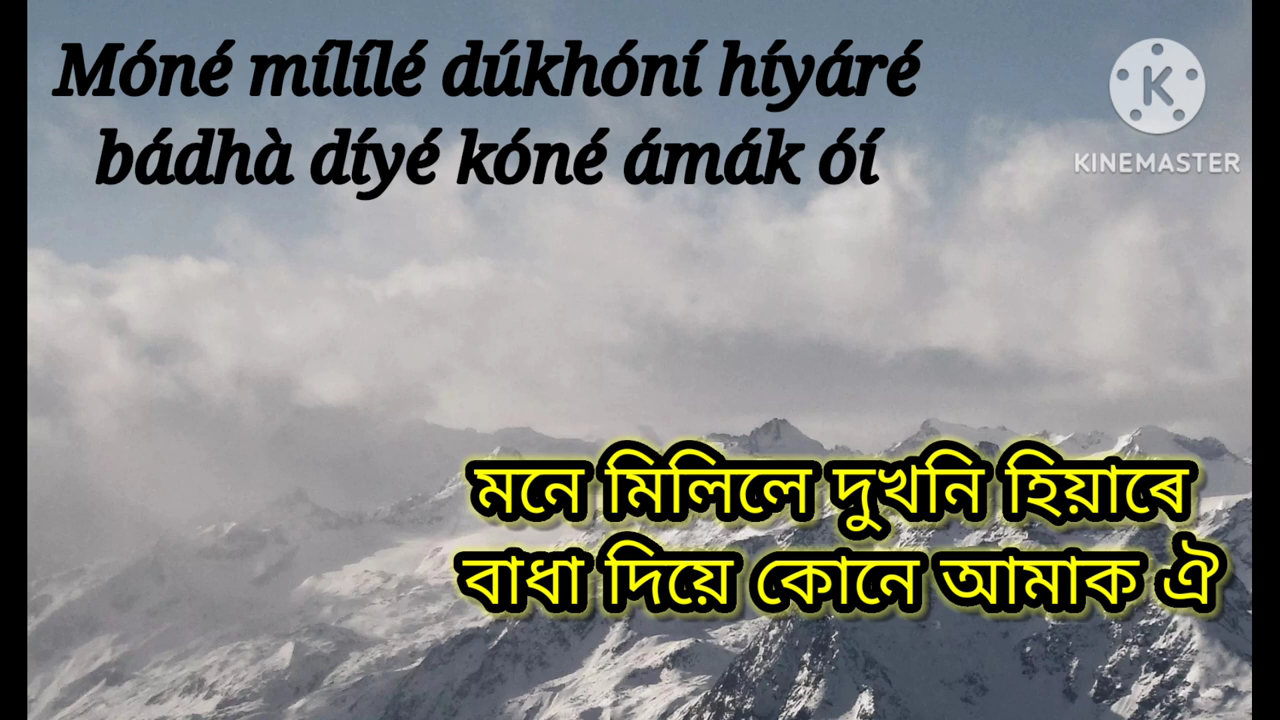 Móné mílílé dúkhóní híyáré
bádhà díyé kóné ámák óí
KINEMASTER
মনে মিলিলে দুখনি হিয়াৰে
বাধা দিয়ে কোনে আমাক ঐ